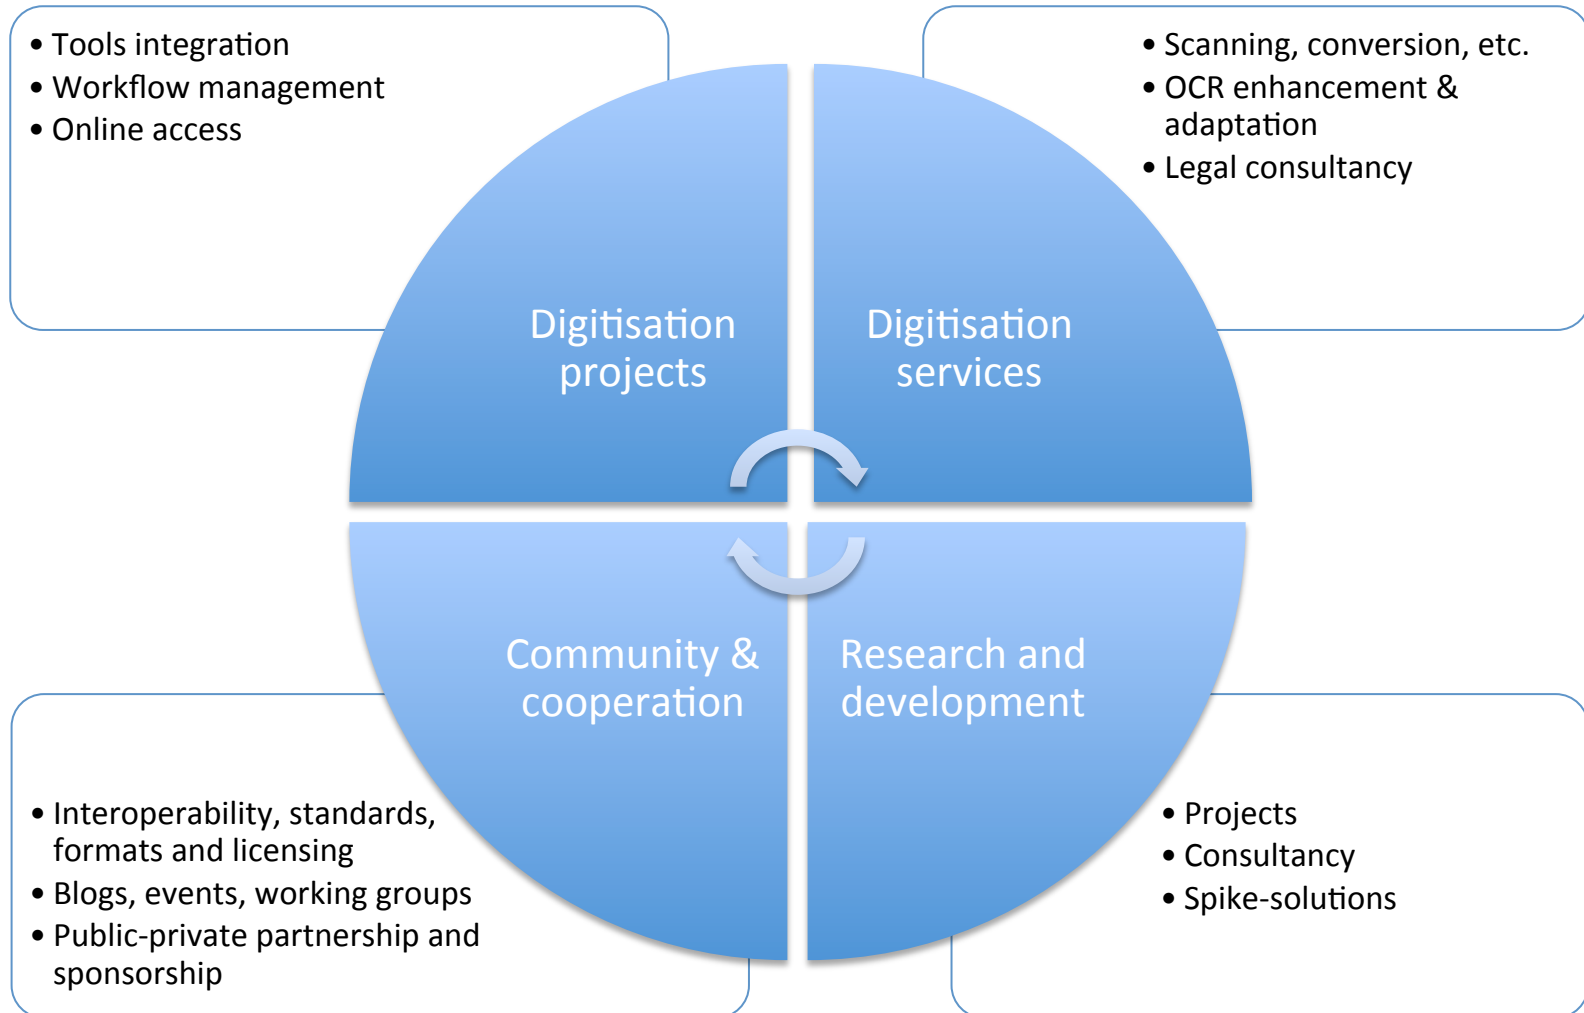 • Tools integration
• Workflow management
• Online access
• Scanning, conversion, etc.
• OCR enhancement &
adaptation
• Legal consultancy
Digitisation
projects
Digitisation
services
Community &
cooperation
Research and
development
• Interoperability, standards,
formats and licensing
• Blogs, events, working groups
• Public-private partnership and
sponsorship
• Projects
• Consultancy
• Spike-solutions